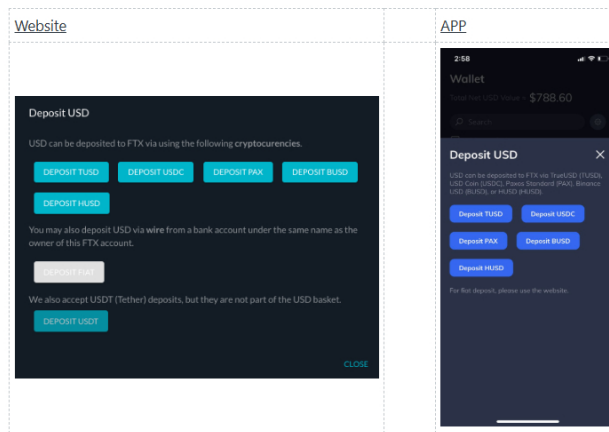 Website
APP
Deposit USD
USD can be deposited to FTX via using the following cryptocurencies.
DEPOSIT TUSD
DEPOSIT USDC
DEPOSIT PAX
DEPOSIT BUSD
DEPOSIT HUSD
You may also deposit USD via wire from a bank account under the same name as the
owner of this FTX account.
DEPOSIT FIAT
We also accept USDT (Tether) deposits, but they are not part of the USD basket.
DEPOSIT USDT
CLOSE
2:58
Wallet
Total Net USD Value ~ $788.60
Search
Deposit USD
USD can be deposited to FTX via TrueUSD (TUSD),
USD Coin (USDC), Paxos Standard (PAX), Binance
USD (BUSD), or HUSD (HUSD).
Deposit TUSD
Deposit USDC
Deposit PAX
Deposit BUSD
Deposit HUSD
For fiat deposit, please use the website.